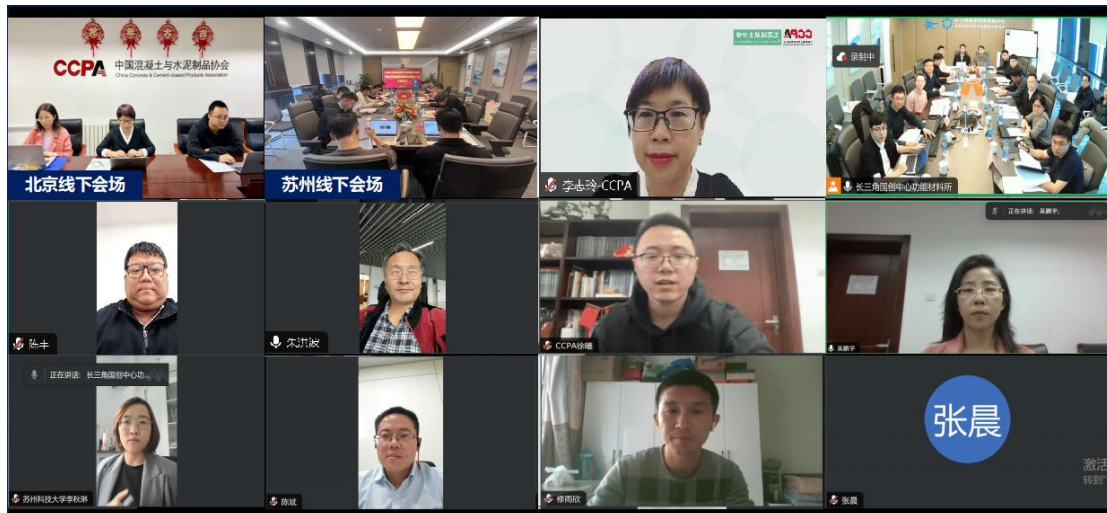 CCPA 中国混凝土与水泥制品协会
China Concrete & Cement-based Products Association
北京线下会场
苏州线下会场
CCPA
李志玲-CCPA
录制中
长三角国创中心功能材料所
陈丰
朱洪波
CCPA徐曦
正在讲话: 吴鹏宇;
吴鹏宇
正在讲话: 长三角国创中心功...
苏州科技大学李秋琳
陈斌
修雨欣
张晨
张晨
激活
转到"